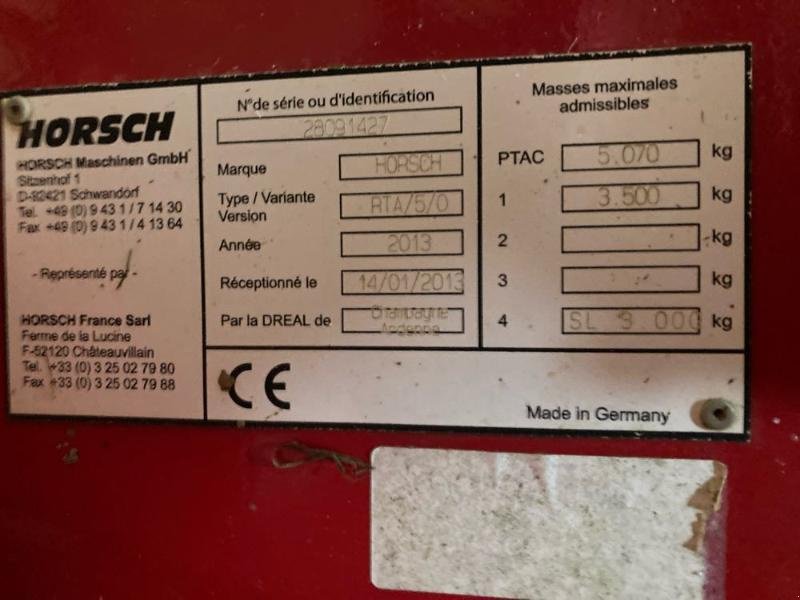 HORSCH
HORSCH Maschinen GmbH
Sitzenhof 1
D-92421 Schwandorf
Tel. +49 (0) 9 43 1 / 7 14 30
Fax +49 (0) 9 43 1 / 4 13 64
- Représenté par -
HORSCH France Sarl
Ferme de la Lucine
F-52120 Châteauvillain
Tel. +33 (0) 3 25 02 79 80
Fax +33 (0) 3 25 02 79 88
N°de série ou d'identification
28091427
Marque HORSCH
Type / Variante
Version RTA/5/0
Année 2013
Réceptionné le 14/01/2013
Par la DREAL de Champagne
Ardenne
Masses maximales
admissibles
PTAC 5.070 kg
1 3.500 kg
2 kg
3 kg
4 SL 3.000 kg
CE
Made in Germany